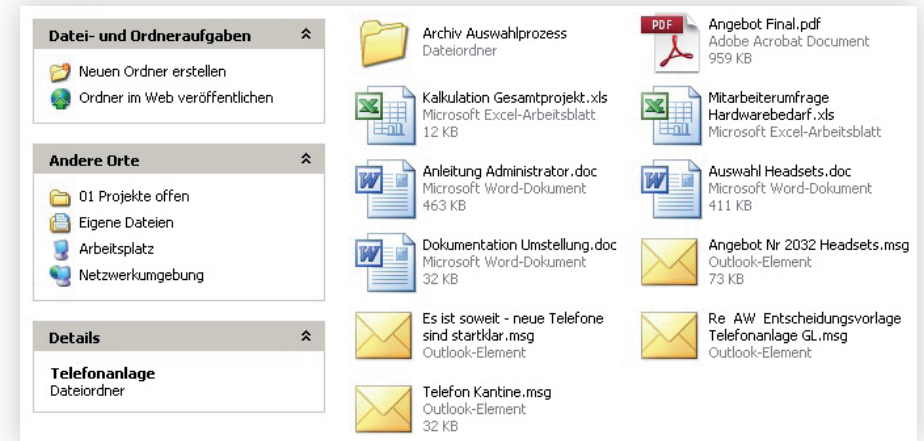 Datei- und Ordneraufgaben
Neuen Ordner erstellen
Ordner im Web veröffentlichen
Andere Orte
01 Projekte offen
Eigene Dateien
Arbeitsplatz
Netzwerkumgebung
Details
Telefonanlage
Dateiordner
Archiv Auswahlprozess
Dateiordner
PDF
Angebot Final.pdf
Adobe Acrobat Document
959 KB
Kalkulation Gesamtprojekt.xls
Microsoft Excel-Arbeitsblatt
12 KB
Mitarbeiterumfrage
Hardwarebedarf.xls
Microsoft Excel-Arbeitsblatt
Anleitung Administrator.doc
Microsoft Word-Dokument
463 KB
Auswahl Headsets.doc
Microsoft Word-Dokument
411 KB
Dokumentation Umstellung.doc
Microsoft Word-Dokument
32 KB
Angebot Nr 2032 Headsets.msg
Outlook-Element
73 KB
Es ist soweit - neue Telefone
sind startklar.msg
Outlook-Element
Re  AW  Entscheidungsvorlage
Telefonanlage GL.msg
Outlook-Element
Telefon Kantine.msg
Outlook-Element
32 KB